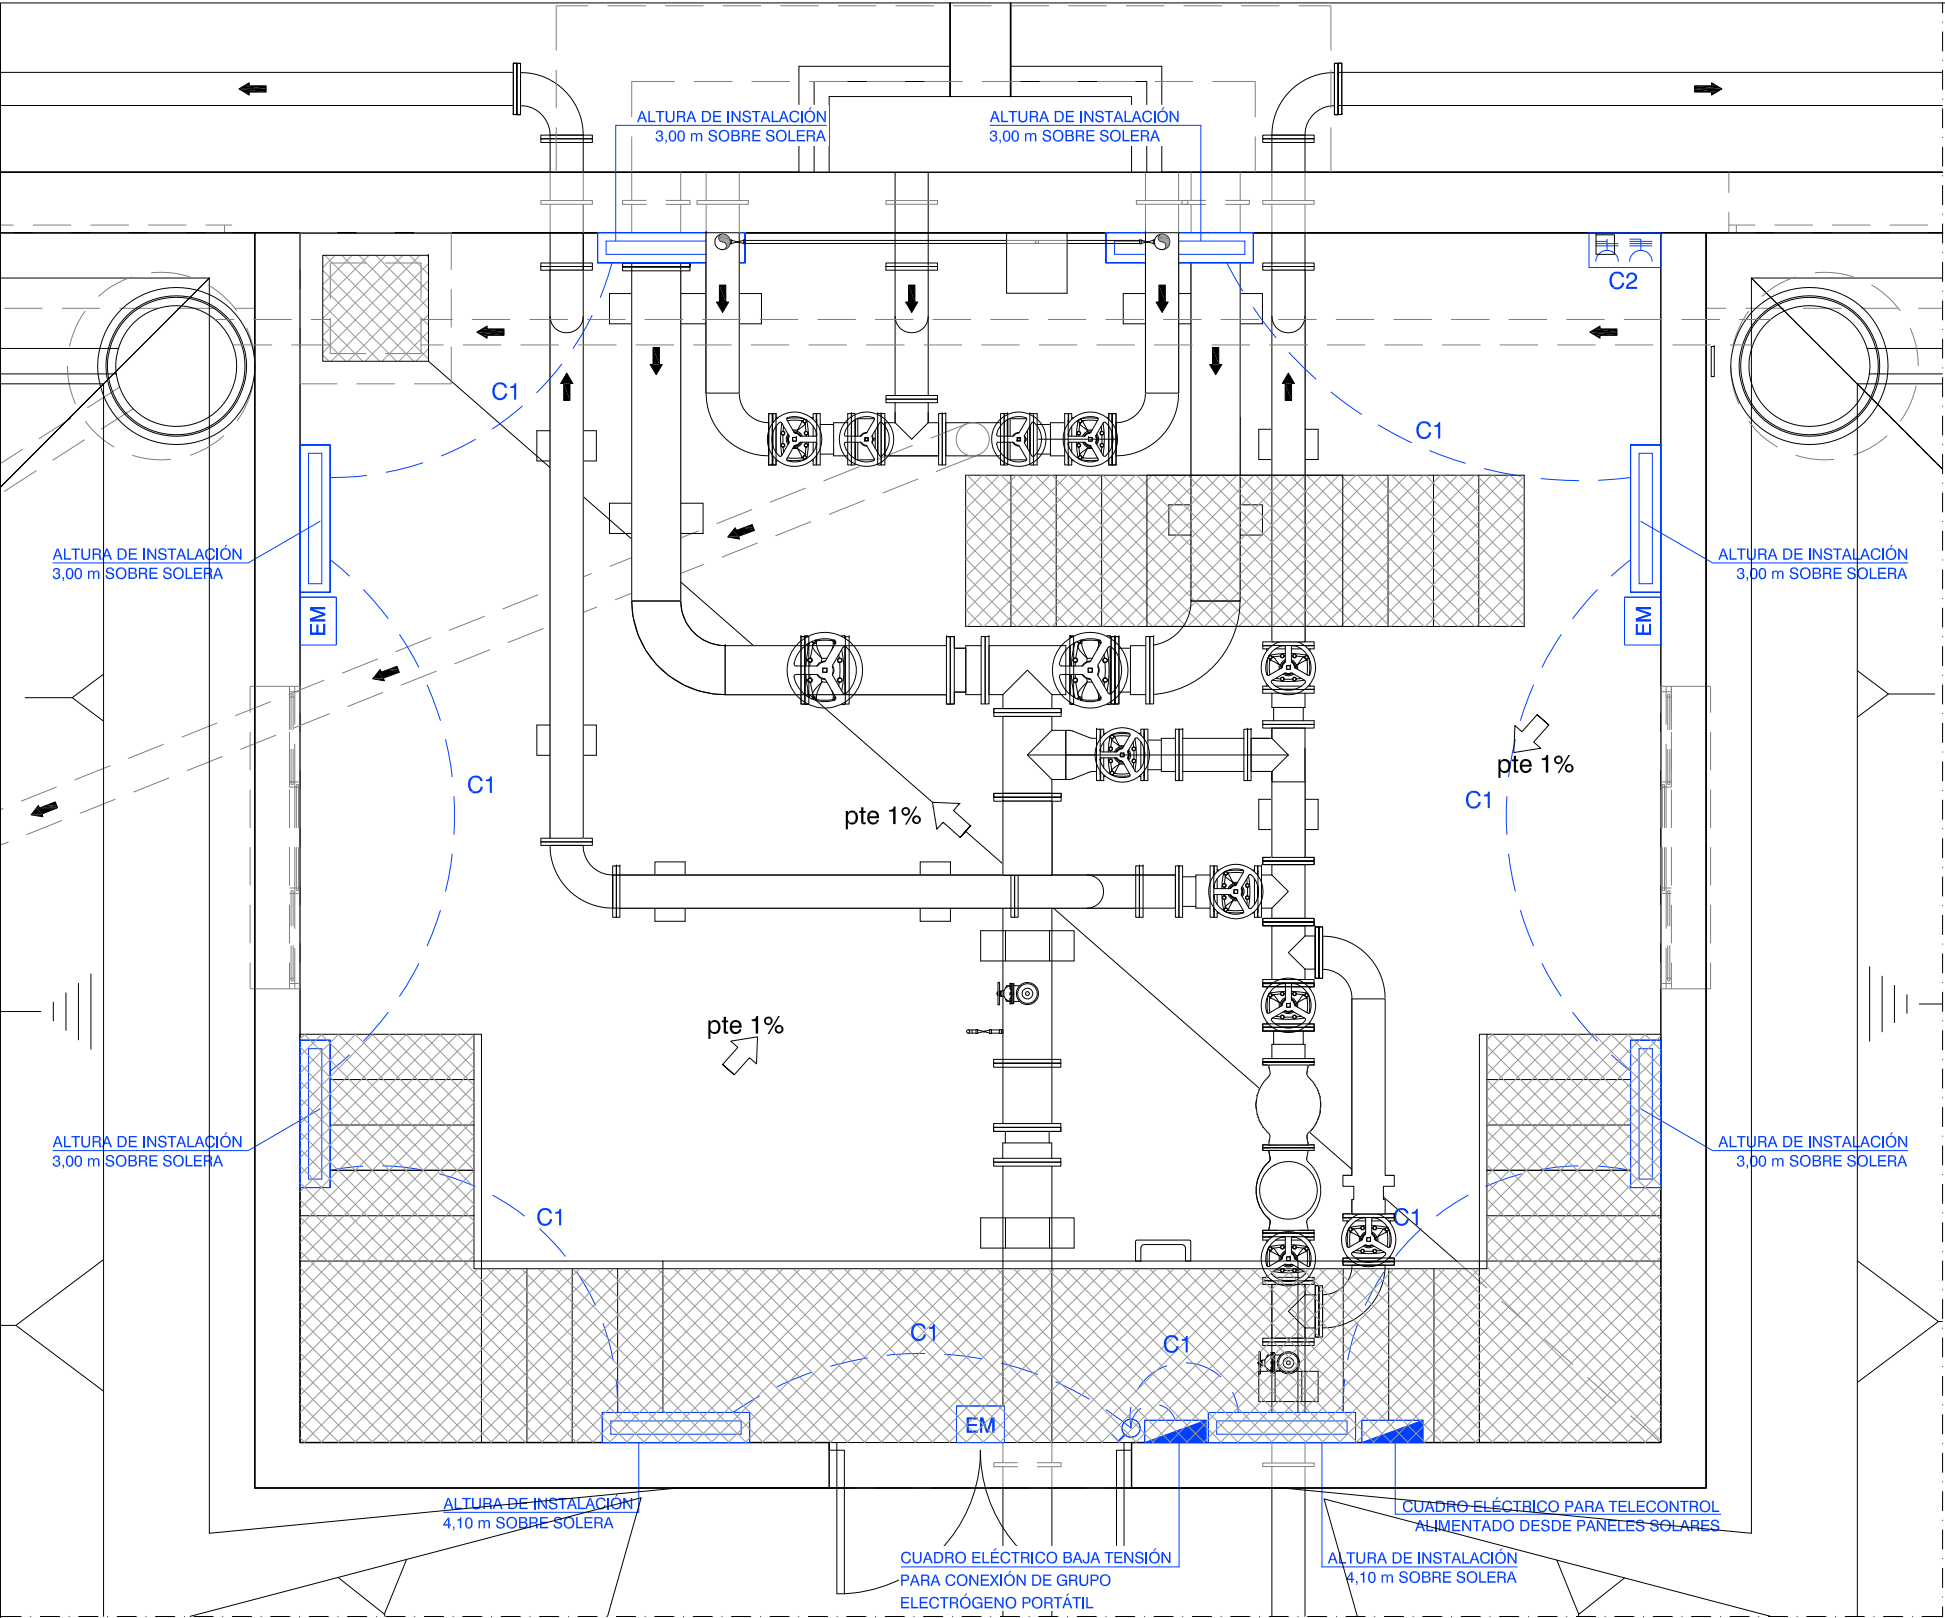 ALTURA DE INSTALACIÓN
3,00 m SOBRE SOLERA
ALTURA DE INSTALACIÓN
3,00 m SOBRE SOLERA
C2
C1
C1
ALTURA DE INSTALACIÓN
3,00 m SOBRE SOLERA
ALTURA DE INSTALACIÓN
3,00 m SOBRE SOLERA
EM
EM
pte 1%
C1
C1
pte 1%
pte 1%
ALTURA DE INSTALACIÓN
3,00 m SOBRE SOLERA
ALTURA DE INSTALACIÓN
3,00 m SOBRE SOLERA
C1
C1
C1
C1
EM
ALTURA DE INSTALACIÓN
4,10 m SOBRE SOLERA
CUADRO ELÉCTRICO PARA TELECONTROL
ALIMENTADO DESDE PANELES SOLARES
CUADRO ELÉCTRICO BAJA TENSIÓN
PARA CONEXIÓN DE GRUPO
ELECTRÓGENO PORTÁTIL
ALTURA DE INSTALACIÓN
4,10 m SOBRE SOLERA